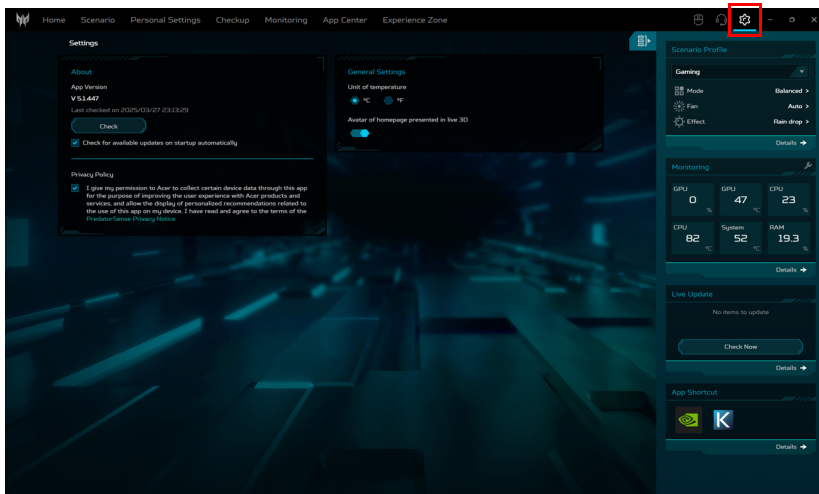 Home Scenario Personal Settings Checkup Monitoring App Center Experience Zone
Settings
About
App Version
V 5.1.447
Last checked on 2025/03/27 23:13:29
Check
Check for available updates on startup automatically
Privacy Policy
I give my permission to Acer to collect certain device data through this app
for the purpose of improving the user experience with Acer products and
services, and allow the display of personalized recommendations related to
the use of this app on my device. I have read and agree to the terms of the
PredatorSense Privacy Notice
General Settings
Unit of temperature
°C °F
Avatar of homepage presented in live 3D
Scenario Profile
Gaming
Mode Balanced >
Fan Auto >
Effect Rain drop >
Details
Monitoring
GPU GPU CPU
0 % 47 °C 23 %
CPU System RAM
82 °C 52 °C 19.3 %
Details
Live Update
No items to update
Check Now
Details
App Shortcut
K
Details